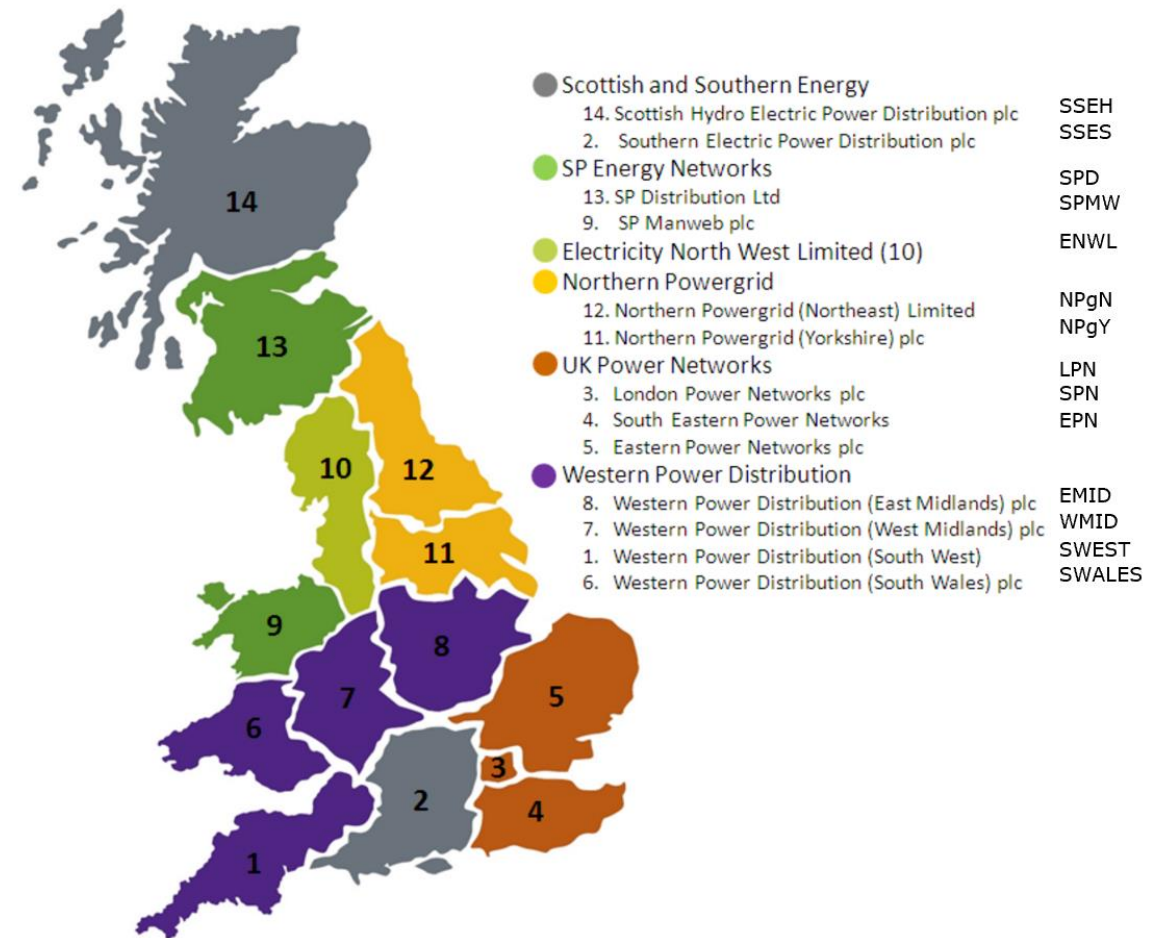 Scottish and Southern Energy
14. Scottish Hydro Electric Power Distribution plc SSEH
2. Southern Electric Power Distribution plc SSES
SP Energy Networks
13. SP Distribution Ltd SPD
9. SP Manweb plc SPMW
Electricity North West Limited (10) ENWL
Northern Powergrid
12. Northern Powergrid (Northeast) Limited NPgN
11. Northern Powergrid (Yorkshire) plc NPgY
UK Power Networks
3. London Power Networks plc LPN
4. South Eastern Power Networks SPN
5. Eastern Power Networks plc EPN
Western Power Distribution
8. Western Power Distribution (East Midlands) plc EMID
7. Western Power Distribution (West Midlands) plc WMID
1. Western Power Distribution (South West) SWEST
6. Western Power Distribution (South Wales) plc SWALES
14
13
10
12
11
9
8
7
5
6
3
2
4
1